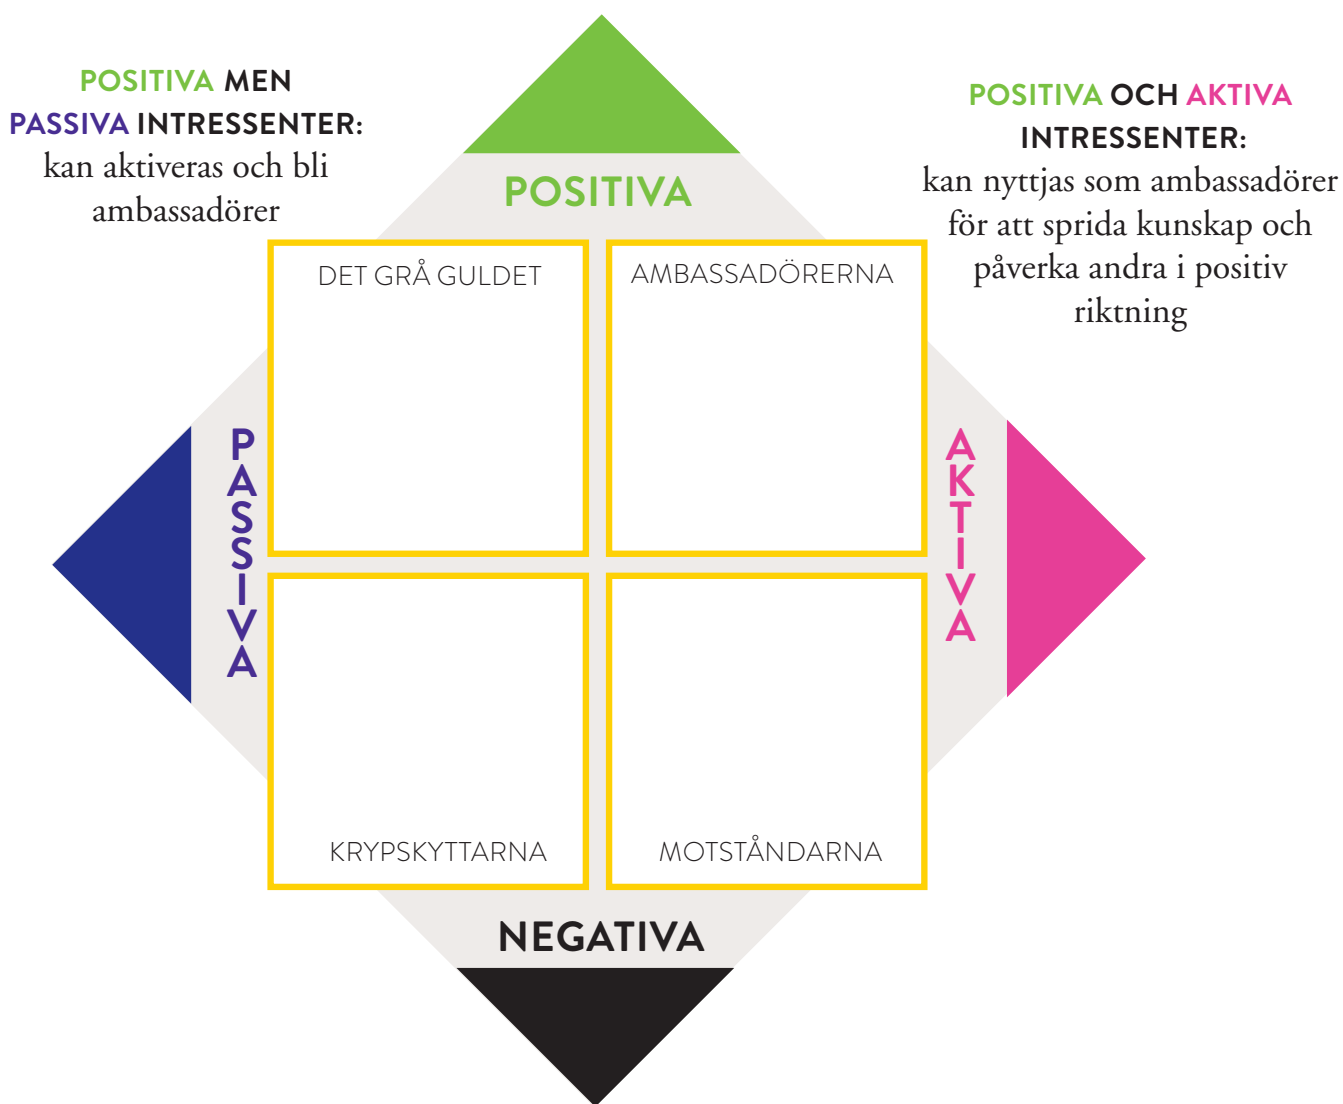 POSITIVA MEN
PASSIVA INTRESSENTER:
kan aktiveras och bli
ambassadörer
POSITIVA OCH AKTIVA
INTRESSENTER:
kan nyttjas som ambassadörer
för att sprida kunskap och
påverka andra i positiv
riktning
POSITIVA
DET GRÅ GULDET
AMBASSADÖRERNA
PASSIVA
AKTIVA
KRYPSKYTTARNA
MOTSTÅNDARNA
NEGATIVA